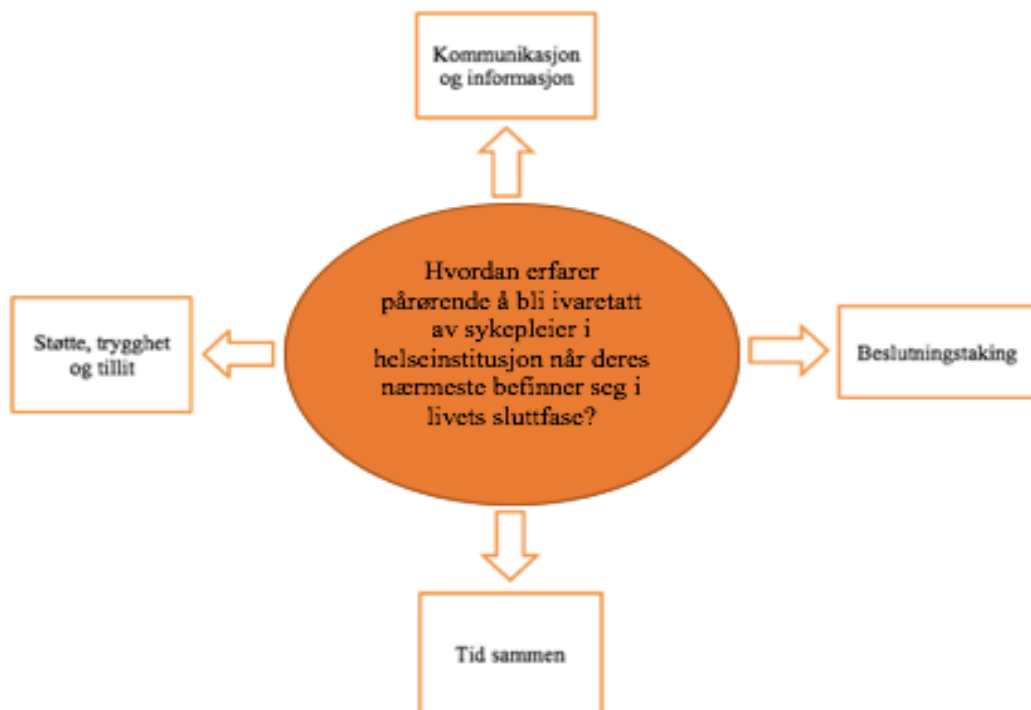 Kommunikasjon
og informasjon
Hvordan erfarer
pårørende å bli ivaretatt
av sykepleier i
helseinstitusjon når deres
nærmeste befinner seg i
livets sluttfase?
Støtte, trygghet
og tillit
Beslutningstaking
Tid sammen